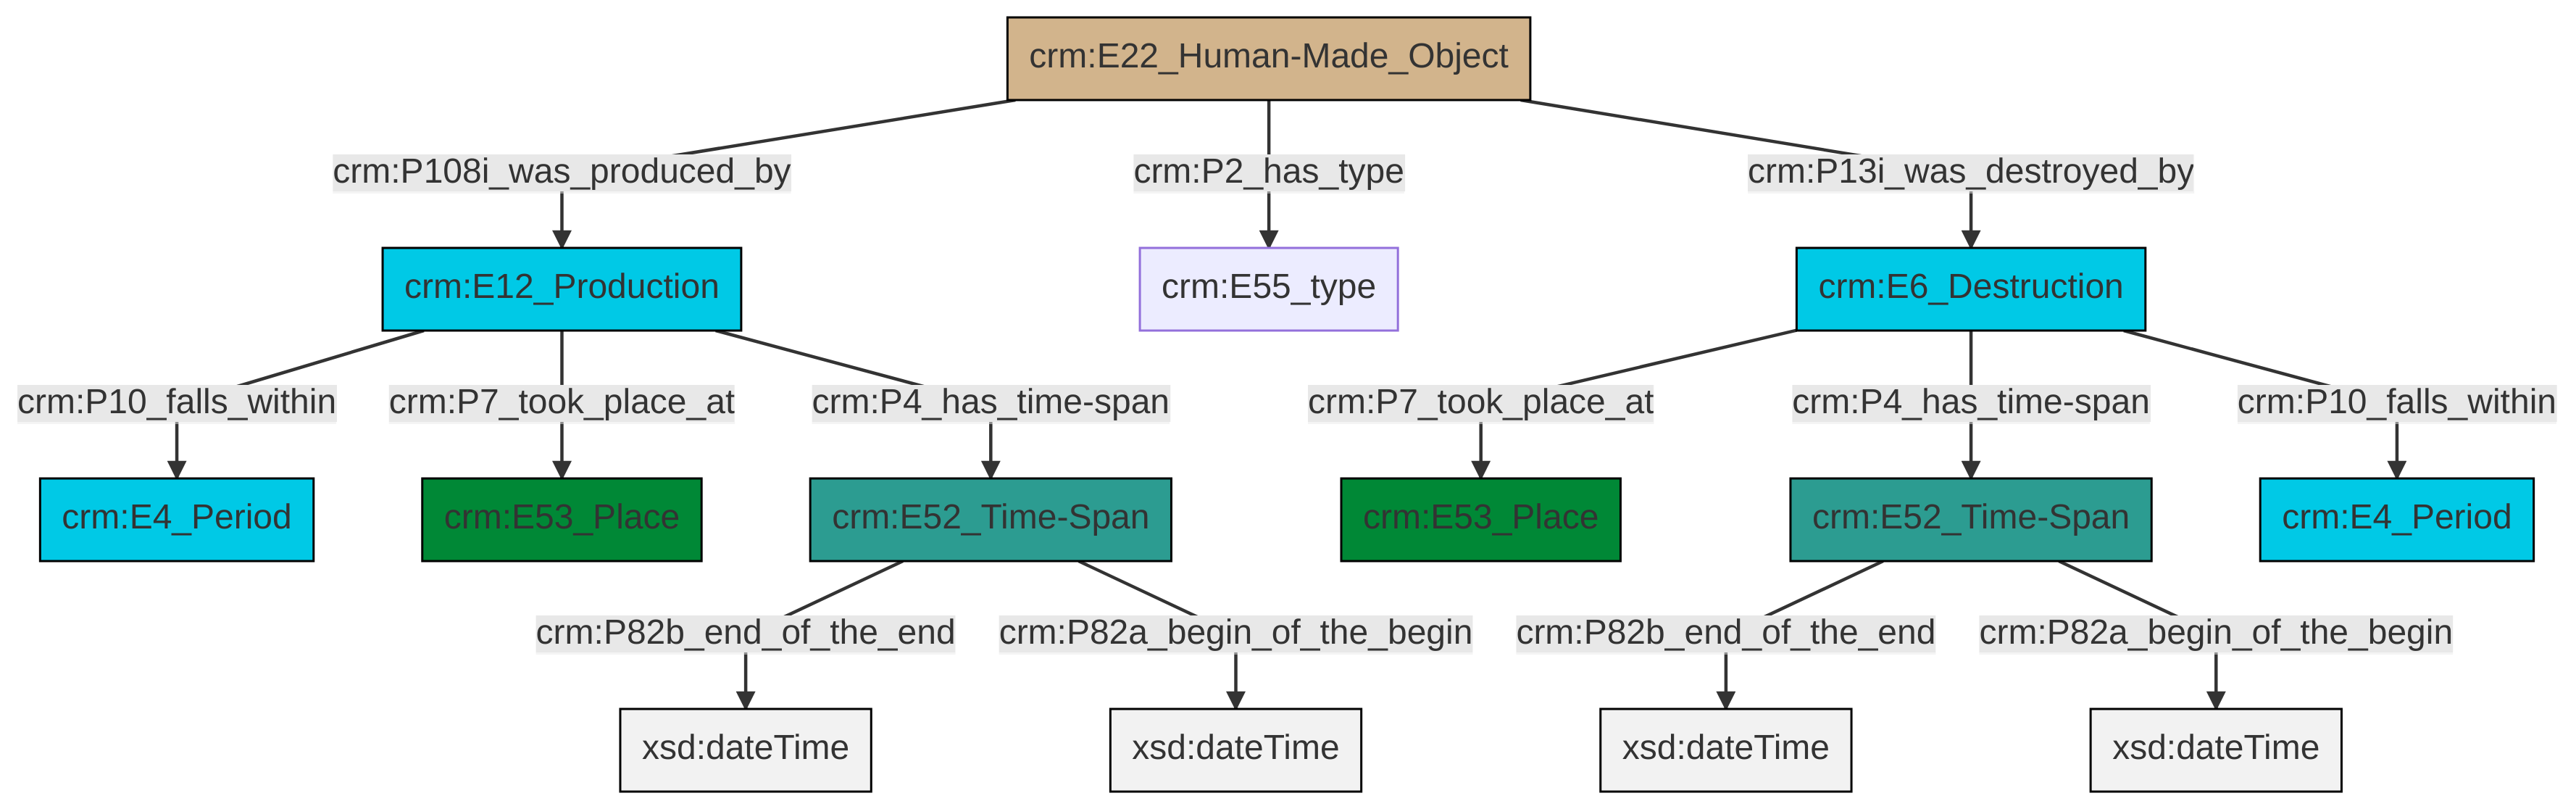 crm:E22_Human-Made_Object
crm:P108i_was_produced_by
crm:P2_has_type
crm:P13i_was_destroyed_by
crm:E12_Production
crm:E55_type
crm:E6_Destruction
crm:P10_falls_within
crm:P7_took_place_at
crm:P4_has_time-span
crm:P7_took_place_at
crm:P4_has_time-span
crm:P10_falls_within
crm:E4_Period
crm:E53_Place
crm:E52_Time-Span
crm:E53_Place
crm:E52_Time-Span
crm:E4_Period
crm:P82b_end_of_the_end
crm:P82a_begin_of_the_begin
crm:P82b_end_of_the_end
crm:P82a_begin_of_the_begin
xsd:dateTime
xsd:dateTime
xsd:dateTime
xsd:dateTime